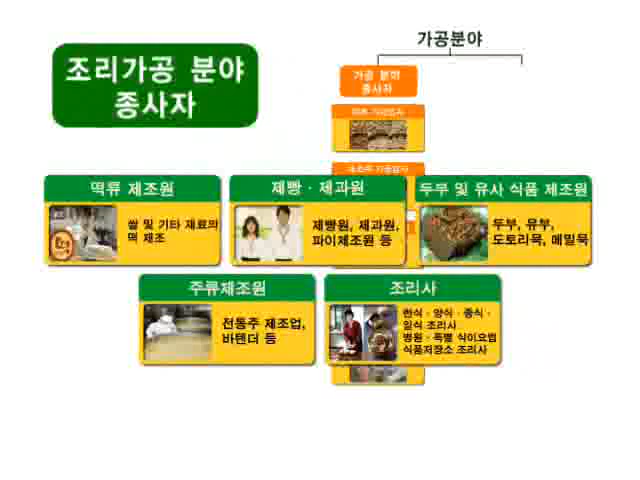 가공분야
조리가공 분야
종사자
가공 분야
종사자
떡류 제조원
쌀 및 기타 재료의
떡 제조
제빵 · 제과원
제빵원, 제과원,
파이제조원 등
두부 및 유사 식품 제조원
두부, 유부,
도토리묵, 메밀묵
주류제조원
전통주 제조업,
바텐더 등
조리사
한식 · 양식 · 중식 ·
일식 조리사
병원 · 특별 식이요법
식품저장소 조리사